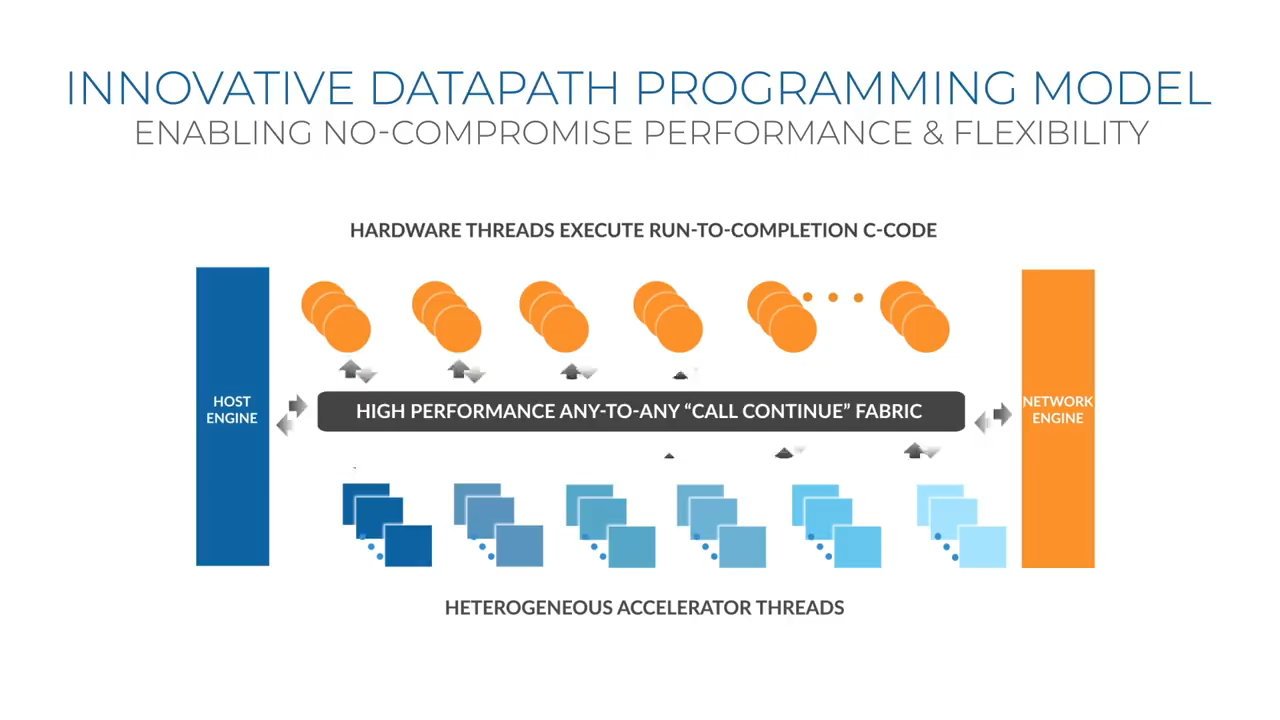 INNOVATIVE DATAPATH PROGRAMMING MODEL
ENABLING NO-COMPROMISE PERFORMANCE & FLEXIBILITY
HARDWARE THREADS EXECUTE RUN-TO-COMPLETION C-CODE
HOST
ENGINE
HIGH PERFORMANCE ANY-TO-ANY “CALL CONTINUE” FABRIC
NETWORK
ENGINE
HETEROGENEOUS ACCELERATOR THREADS